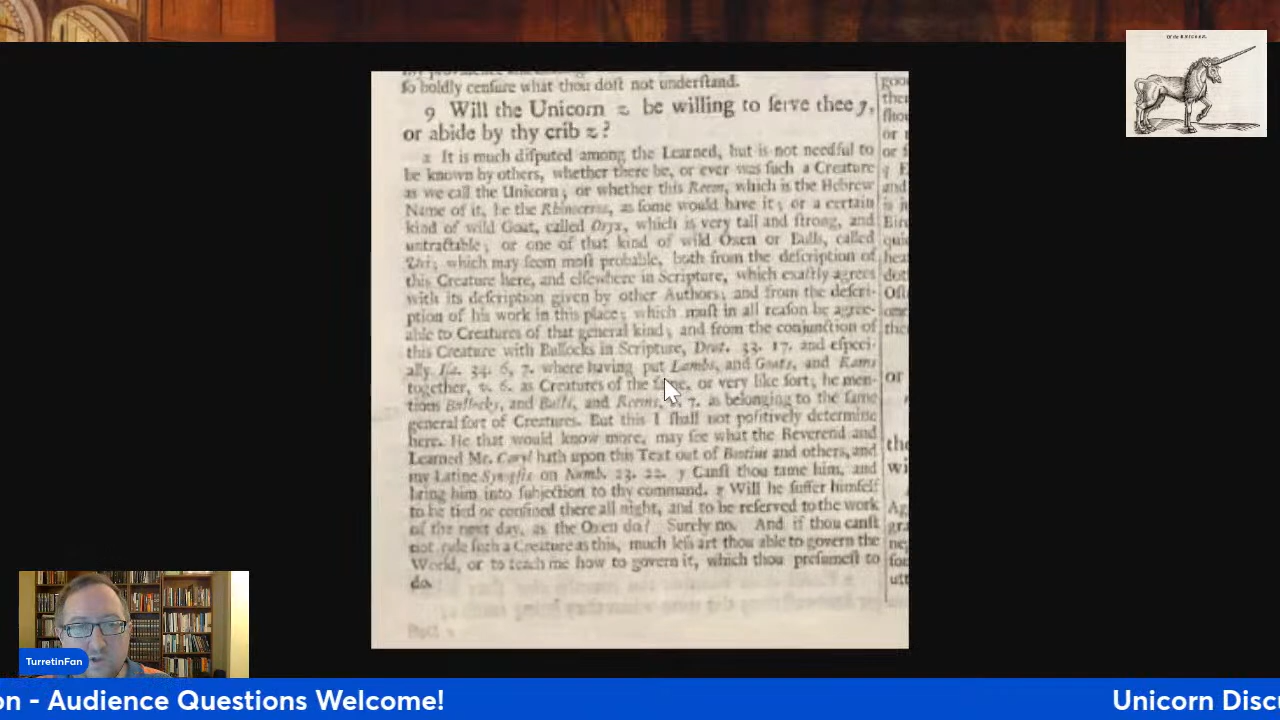 Of the UNICORN.
so boldly censure what thou dost not understand.
9 Will the Unicorn z be willing to serve thee y,
or abide by thy crib z?
z It is much disputed among the Learned, but is not needful to
be known by others, whether there be, or ever was such a Creature
as we call the Unicorn; or whether this Reem, which is the Hebrew
Name of it, be the Rhinoceros, as some would have it; or a certain
kind of wild Goat, called Oryx, which is very tall and strong, and
untractable; or one of that kind of wild Oxen or Bulls, called
Uri; which may seem most probable, both from the description of
this Creature here, and elsewhere in Scripture, which exactly agrees
with its description given by other Authors; and from the descri-
ption of his work in this place; which must in all reason be agree-
able to Creatures of that general kind; and from the conjunction of
this Creature with Bullocks in Scripture, Deut. 33. 17. and especi-
ally Isa. 34. 6, 7. where having put Lambs, and Goats, and Rams
together, v. 6. as Creatures of the same, or very like sort; he men-
tions Bullocks, and Bulls, and Reems, 7. as belonging to the same
general sort of Creatures. But this I shall not positively determine
here. He that would know more, may see what the Reverend and
Learned Mr. Caryl hath upon this Text out of Bootius and others, and
my Latine Synopsis on Numb. 23. 22. y Canst thou tame him, and
bring him into subjection to thy command. z Will he suffer himself
to be tied or confined there all night, and to be reserved to the work
of the next day, as the Oxen do? Surely no. And if thou canst
not rule such a Creature as this, much less art thou able to govern the
World, or to teach me how to govern it, which thou presumest to
do.
TurretinFan
on - Audience Questions Welcome!
Unicorn Discu